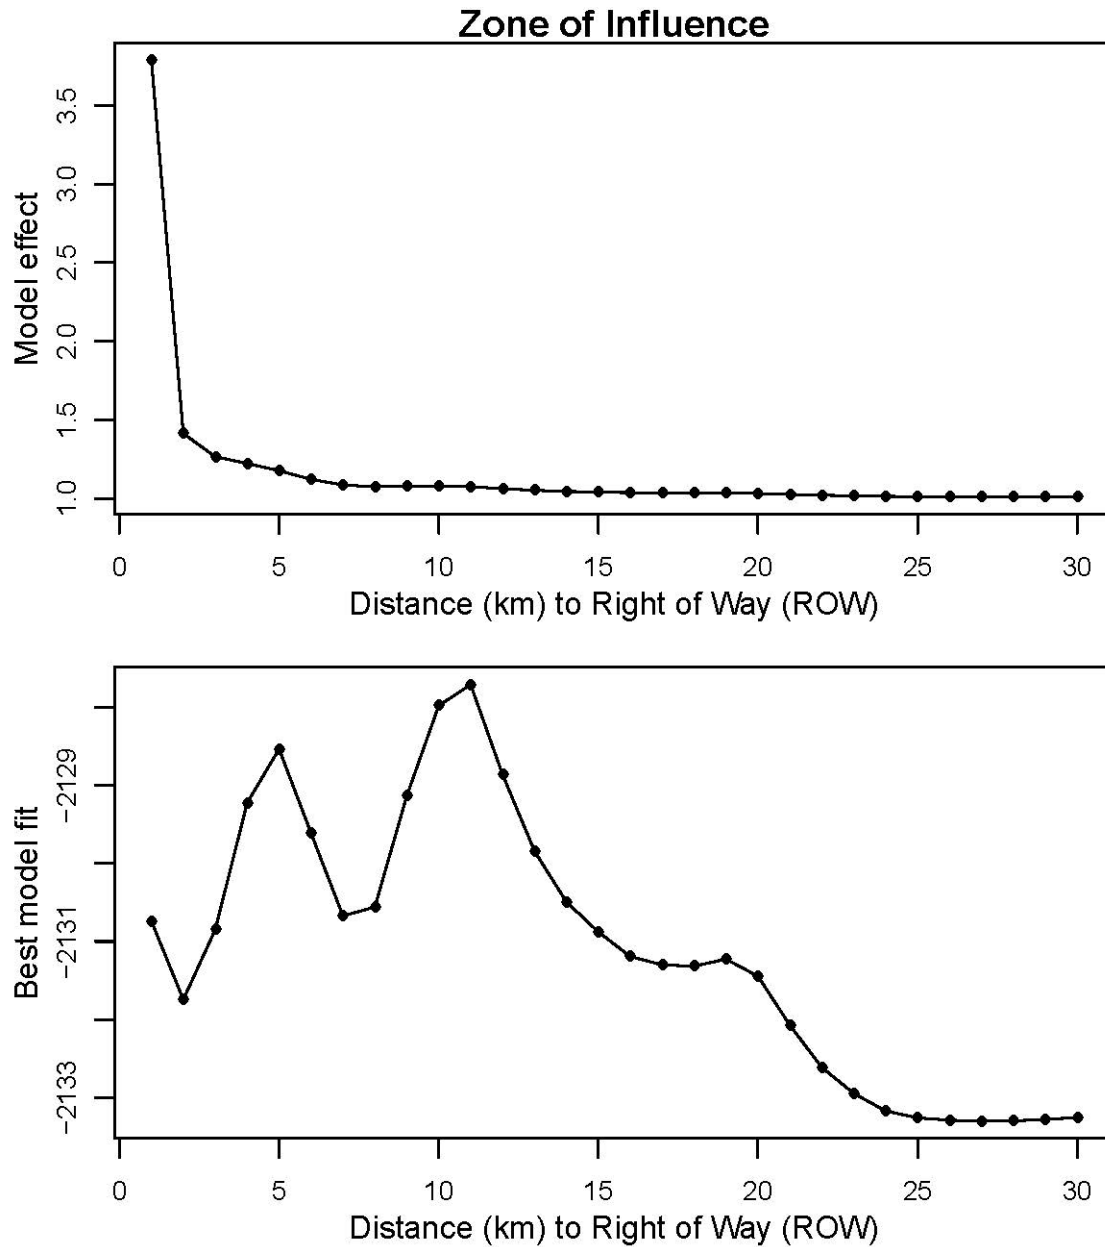 Zone of Influence
Model effect
3.5
3.0
2.5
2.0
1.5
1.0
0 5 10 15 20 25 30
Distance (km) to Right of Way (ROW)
Best model fit
−2129
−2131
−2133
0 5 10 15 20 25 30
Distance (km) to Right of Way (ROW)